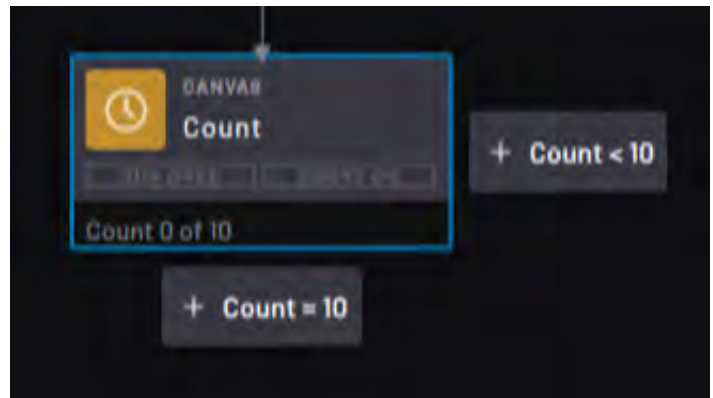 CANVAS
Count
+ Count < 10
Count 0 of 10
+ Count = 10